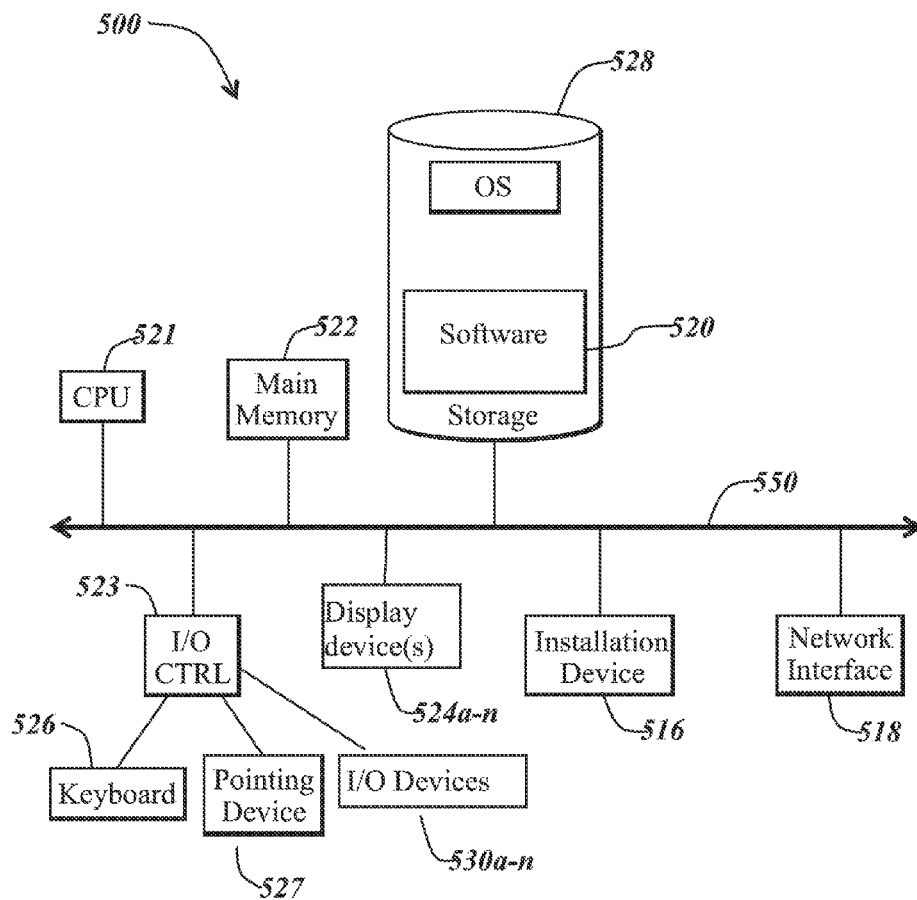 500
528
OS
Software
520
Storage
521
CPU
522
Main
Memory
550
523
I/O
CTRL
Display
device(s)
524a-n
Installation
Device
516
Network
Interface
518
526
Keyboard
Pointing
Device
527
I/O Devices
530a-n